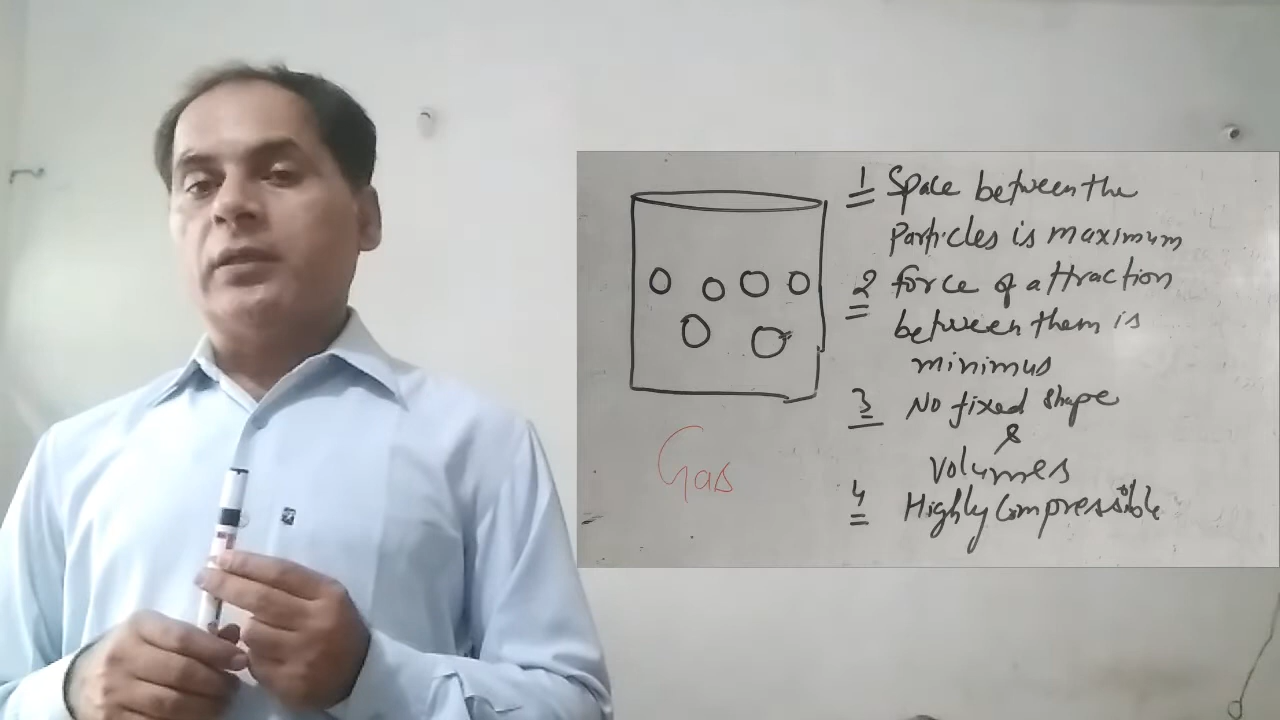 1 Space between the
Particles is maximum
2 force of attraction
between them is
minimus
3 No fixed shape
&
Volumes
4 Highly Compressible
Gas